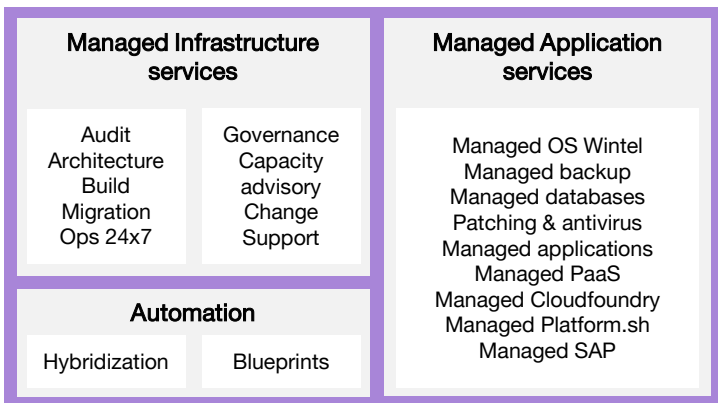 Managed Infrastructure
services
Audit
Architecture
Build
Migration
Ops 24x7
Governance
Capacity
advisory
Change
Support
Automation
Hybridization
Blueprints
Managed Application
services
Managed OS Wintel
Managed backup
Managed databases
Patching & antivirus
Managed applications
Managed PaaS
Managed Cloudfoundry
Managed Platform.sh
Managed SAP